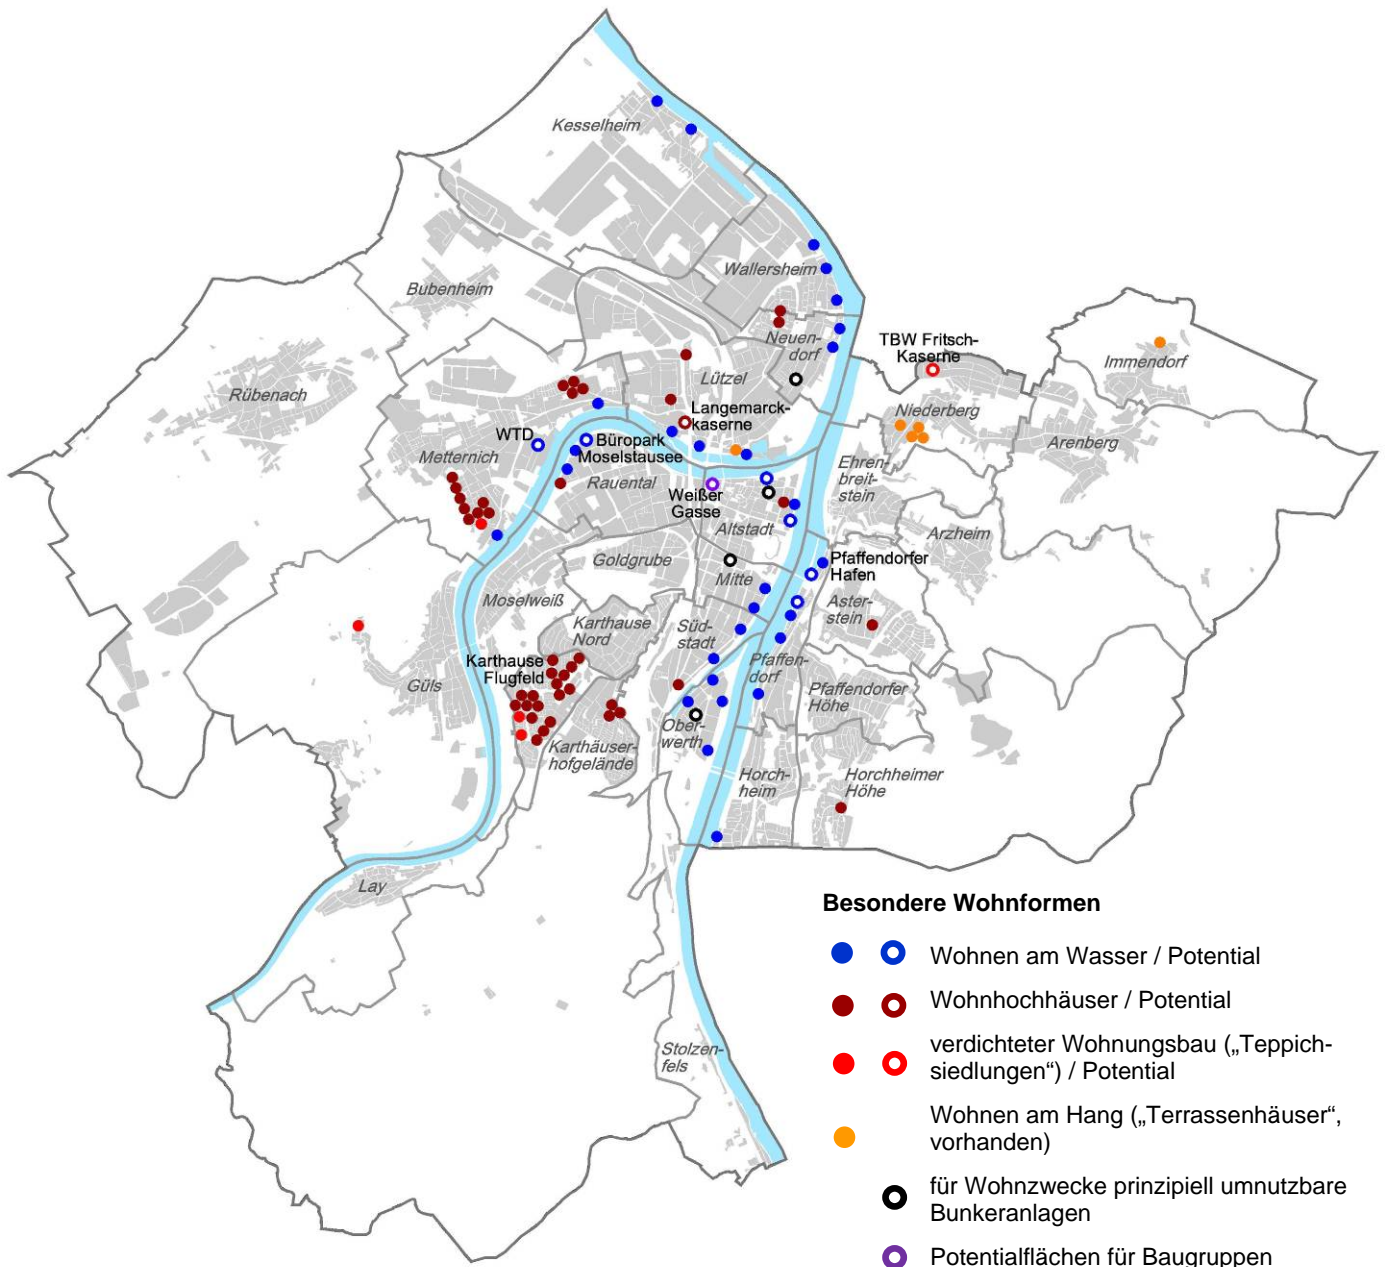 Kesselheim
Wallersheim
Bubenheim
Neuen-
dorf
TBW Fritsch-
Kaserne
Immendorf
Rübenach
Lützel
Langemarck-
kaserne
Niederberg
Arenberg
WTD
Büropark
Moselstausee
Metternich
Rauental
Weißer
Gasse
Ehren-
breit-
stein
Altstadt
Arzheim
Goldgrube
Mitte
Pfaffendorfer
Hafen
Moselweiß
Aster-
stein
Karthause
Nord
Süd-
stadt
Karthause
Flugfeld
Güls
Pfaffen-
dorf
Pfaffendorfer
Höhe
Ober-
werth
Karthäuser-
hofgelände
Horch-
heim
Horchheimer
Höhe
Lay
Stolzen-
fels
Besondere Wohnformen
Wohnen am Wasser / Potential
Wohnhochhäuser / Potential
verdichteter Wohnungsbau („Teppich-
siedlungen“) / Potential
Wohnen am Hang („Terrassenhäuser“,
vorhanden)
für Wohnzwecke prinzipiell umnutzbare
Bunkeranlagen
Potentialflächen für Baugruppen